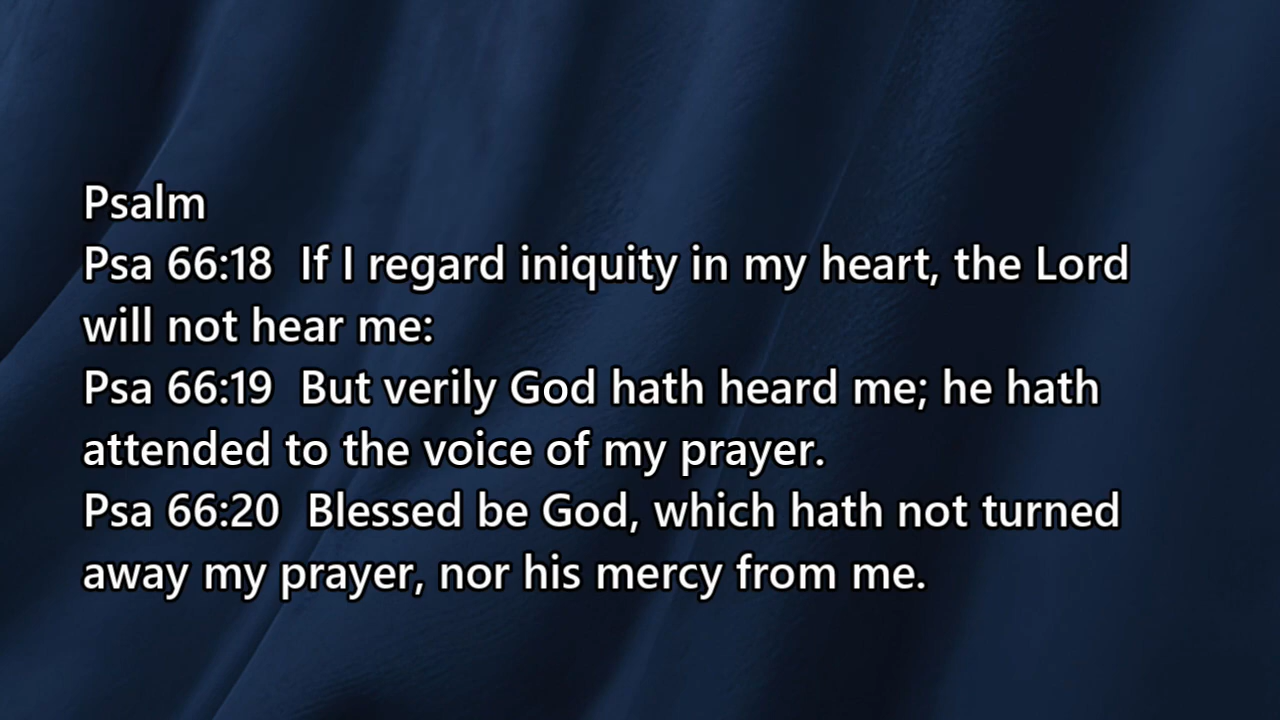 Psalm
Psa 66:18  If I regard iniquity in my heart, the Lord
will not hear me:
Psa 66:19  But verily God hath heard me; he hath
attended to the voice of my prayer.
Psa 66:20  Blessed be God, which hath not turned
away my prayer, nor his mercy from me.